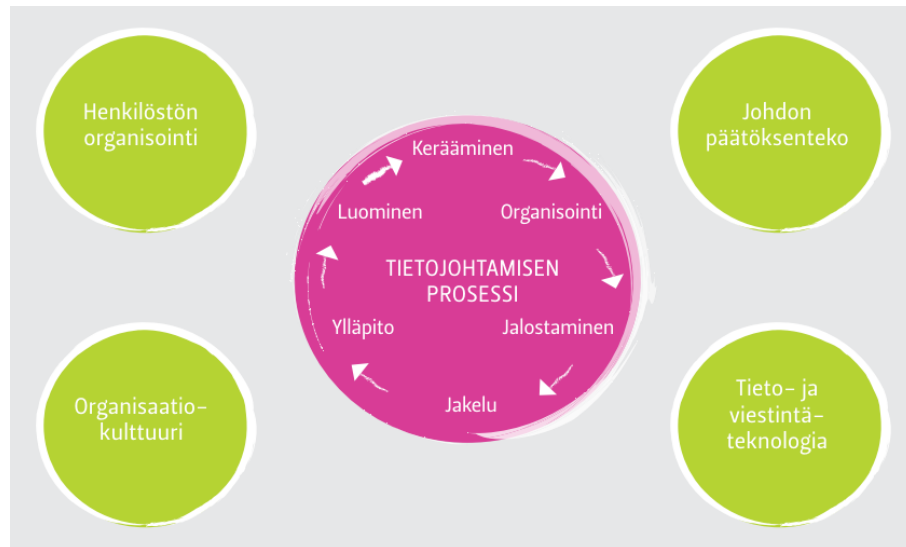 Henkilöstön
organisointi
Johdon
päätöksenteko
Kerääminen
Organisointi
Jalostaminen
Jakelu
Ylläpito
Luominen
TIETOJOHTAMISEN
PROSESSI
Organisaatio-
kulttuuri
Tieto- ja
viestintä-
teknologia